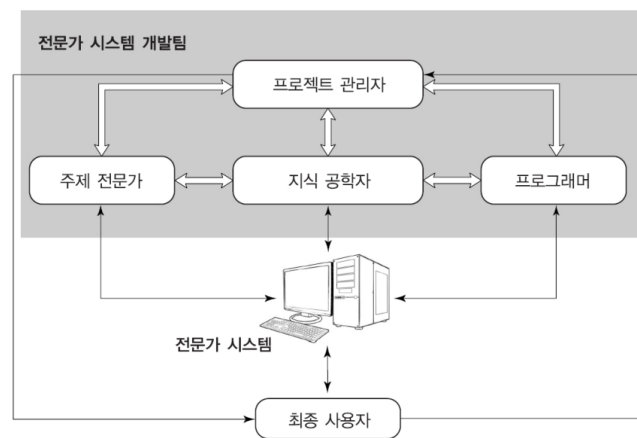 전문가 시스템 개발팀
프로젝트 관리자
주제 전문가
지식 공학자
프로그래머
전문가 시스템
최종 사용자